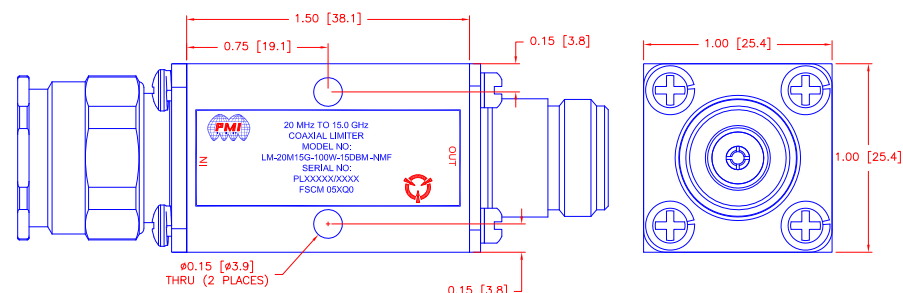 1.50 [38.1]
0.75 [19.1]
0.15 [3.8]
1.00 [25.4]
PMI
20 MHz TO 15.0 GHz
COAXIAL LIMITER
MODEL NO:
LM-20M15G-100W-15DBM-NMF
SERIAL NO:
PLXXXXX/XXXX
FSCM 05XQ0
IN
OUT
1.00 [25.4]
ø0.15 [ø3.9]
THRU (2 PLACES)
0.15 [3.8]